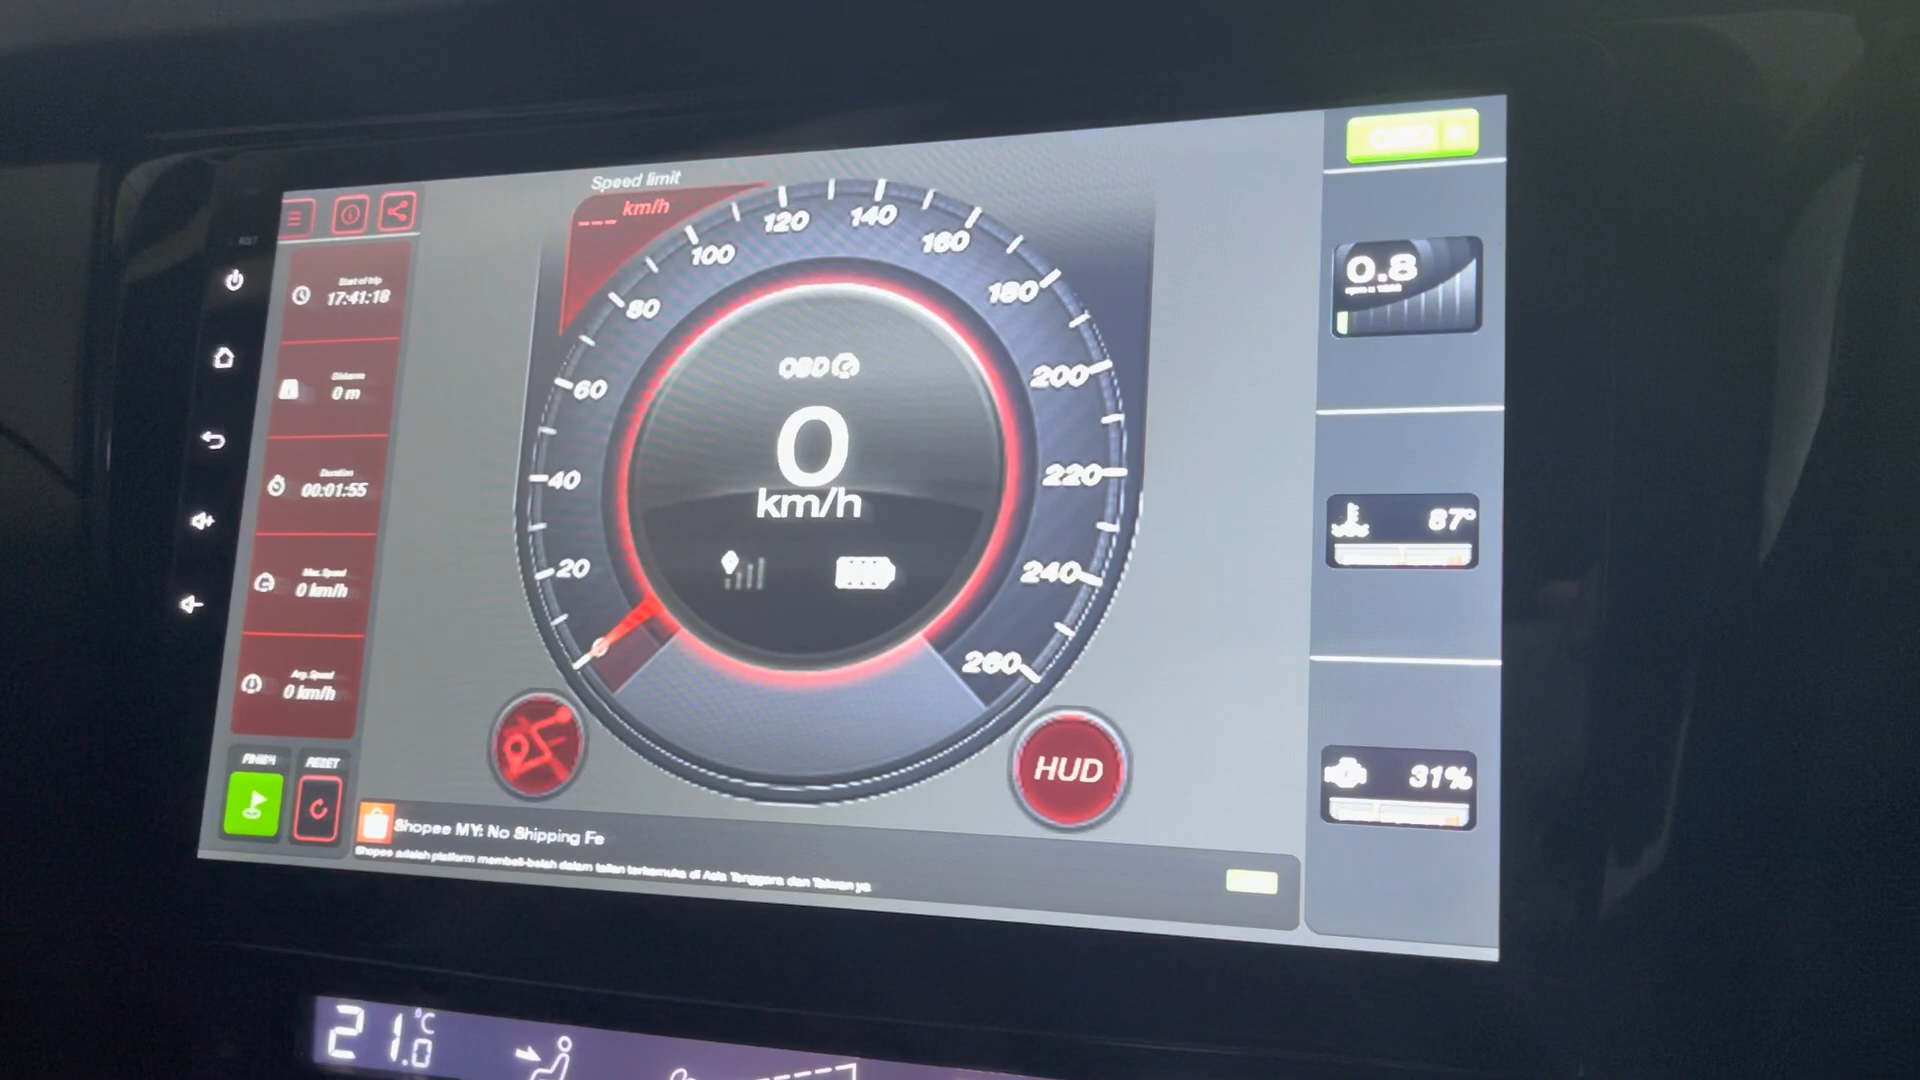 Speed limit
--- km/h
Start of trip
17:41:18
Distance
0 m
Duration
00:01:55
Max. Speed
0 km/h
Avg. Speed
0 km/h
FINISH
RESET
20
40
60
80
100
120
140
160
180
200
220
240
260
OBD
0
km/h
HUD
OBD
0.8
rpm x 1000
87°
31%
Shopee MY: No Shipping Fe
Shopee adalah platform membeli-belah dalam talian terkemuka di Asia Tenggara dan Taiwan ya
21.0 °C